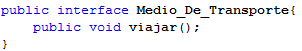 public interface Medio_De_Transporte{
    public void viajar();
}